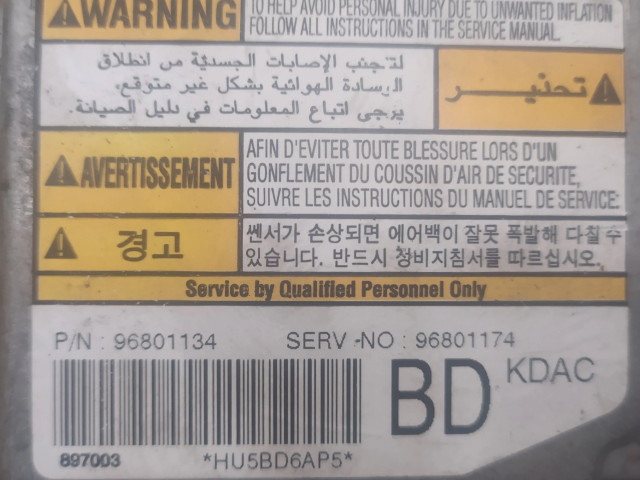 WARNING
TO HELP AVOID PERSONAL INJURY DUE TO UNWANTED INFLATION
FOLLOW ALL INSTRUCTIONS IN THE SERVICE MANUAL.
تحذير
لتجنب الإصابات الجسدية من انطلاق
الوسادة الهوائية بشكل غير متوقع،
يرجى اتباع المعلومات في دليل الصيانة.
AVERTISSEMENT
AFIN D'EVITER TOUTE BLESSURE LORS D'UN
GONFLEMENT DU COUSSIN D'AIR DE SECURITE,
SUIVRE LES INSTRUCTIONS DU MANUEL DE SERVICE.
경고
쎈서가 손상되면 에어백이 잘못 폭발해 다칠 수
있습니다. 반드시 정비지침서를 따르십시오.
Service by Qualified Personnel Only
P/N : 96801134
SERV -NO : 96801174
BD
KDAC
897003
*HU5BD6AP5*